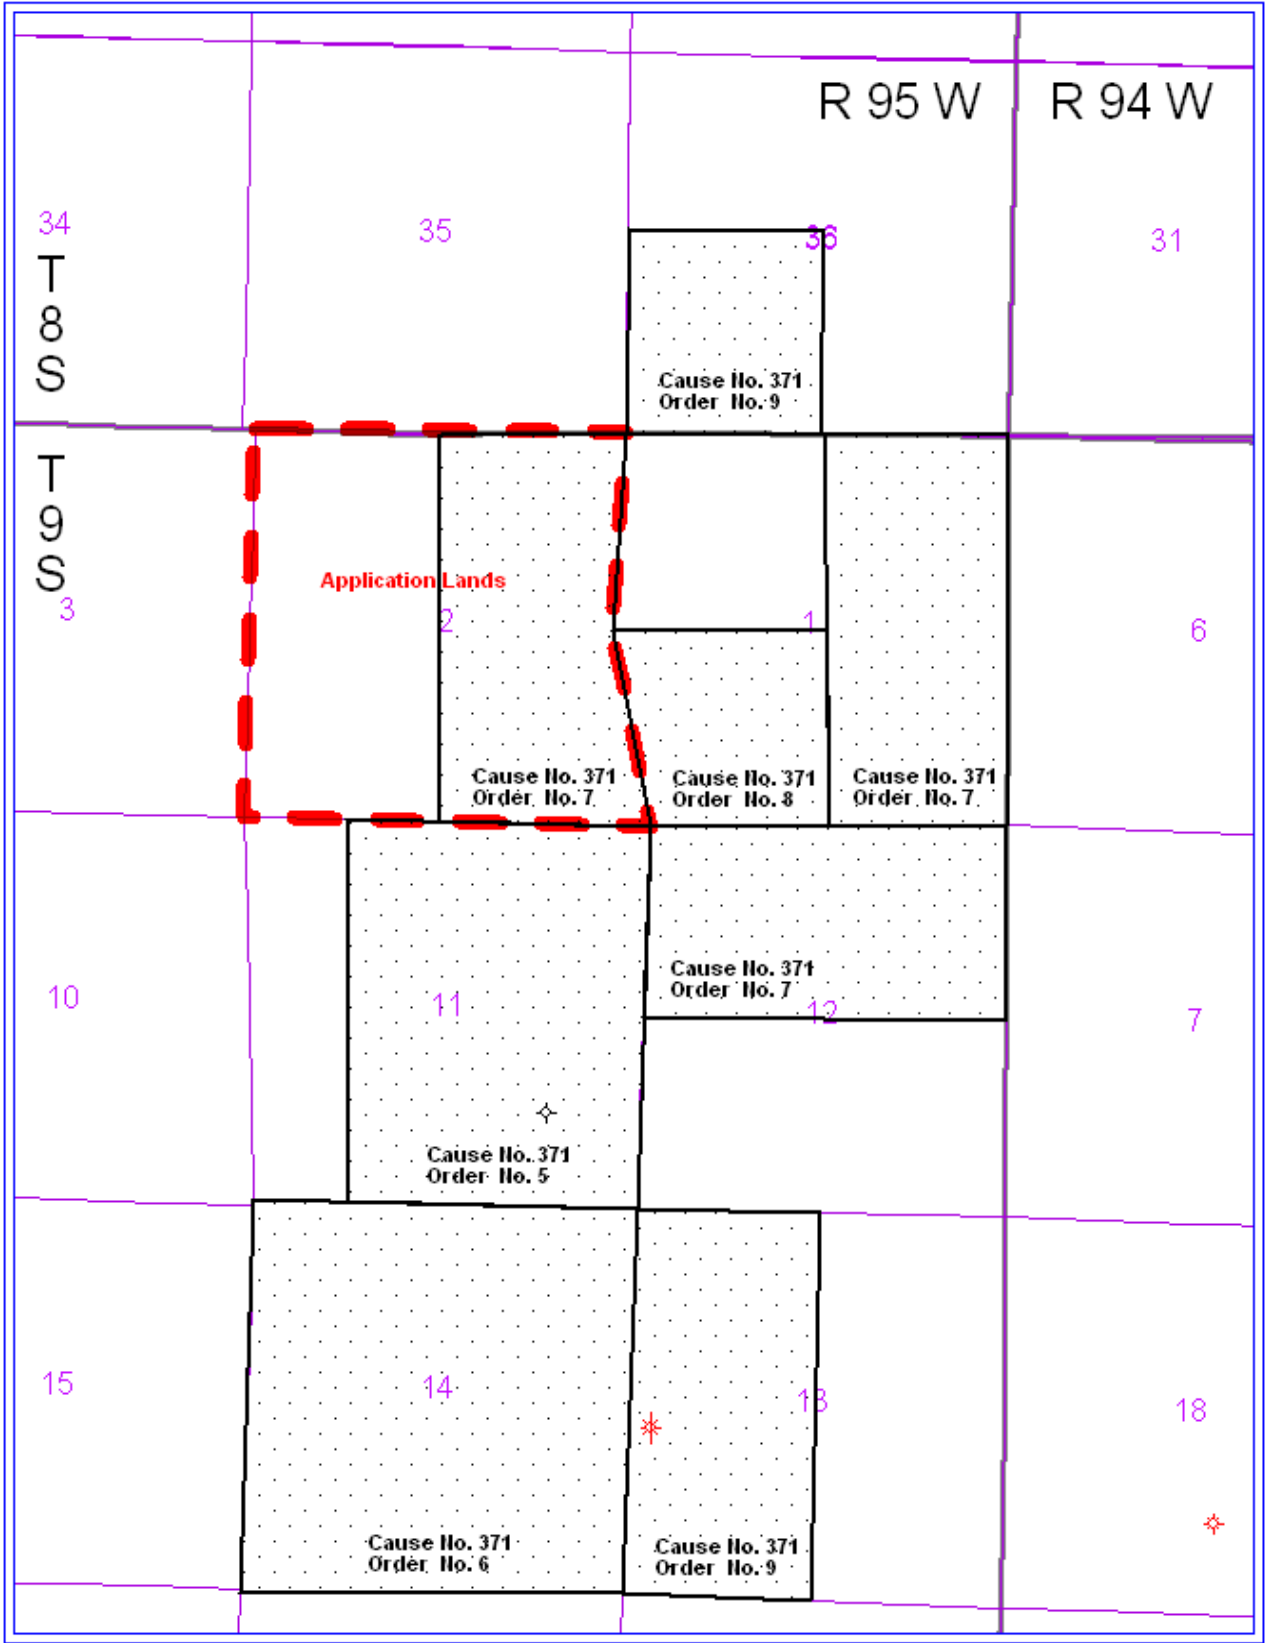 R 95 W R 94 W
34 35 36 31
T
8
S
Cause No. 371
Order No. 9
T
9
S
Application Lands
3 2 1 6
Cause No. 371
Order No. 7
Cause No. 371
Order No. 8
Cause No. 371
Order No. 7
Cause No. 371
Order No. 7
10 11 12 7
Cause No. 371
Order No. 5
15 14 13 18
Cause No. 371
Order No. 6
Cause No. 371
Order No. 9